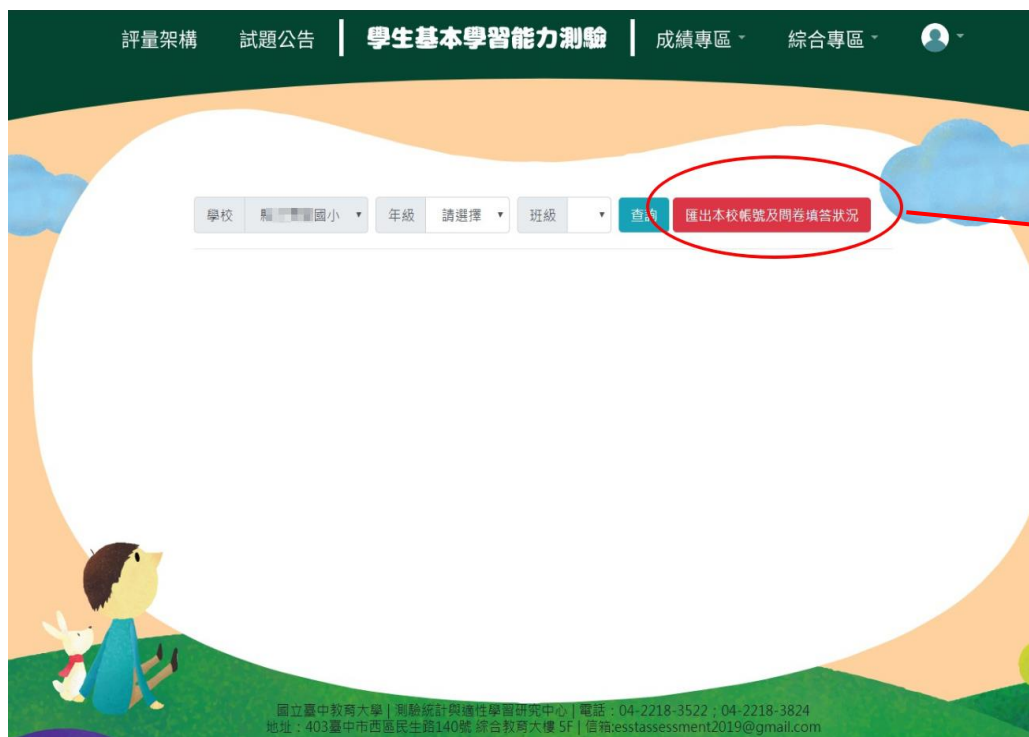 評量架構 試題公告 學生基本學習能力測驗 成績專區 綜合專區
學校 國小 年級 請選擇 班級 查詢 匯出本校帳號及問卷填答狀況
國立臺中教育大學 | 測驗統計與適性學習研究中心 | 電話：04-2218-3522；04-2218-3824
地址：403臺中市西區民生路140號 綜合教育大樓 5F | 信箱:esstassessment2019@gmail.com